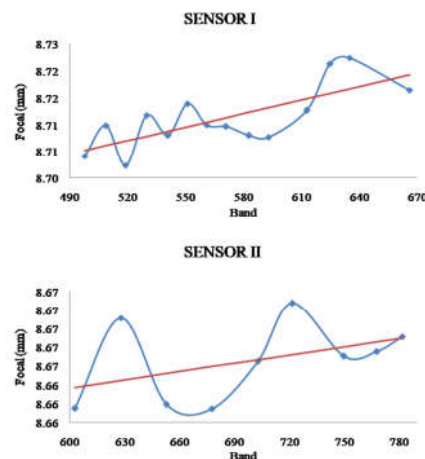 SENSOR I
8.73
8.72
8.72
8.71
8.71
8.70
Focal (mm)
490 520 550 580 610 640 670
Band
SENSOR II
8.67
8.67
8.67
8.67
8.67
8.66
8.66
8.66
Focal (mm)
600 630 660 690 720 750 780
Band